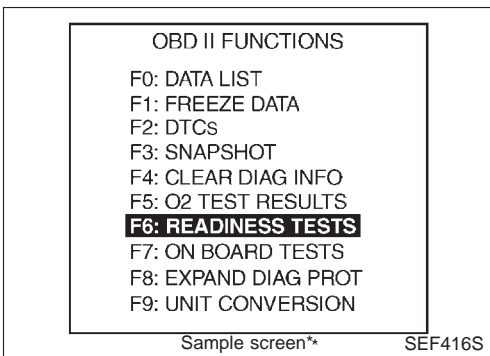 OBD II FUNCTIONS
F0: DATA LIST
F1: FREEZE DATA
F2: DTCs
F3: SNAPSHOT
F4: CLEAR DIAG INFO
F5: O2 TEST RESULTS
F6: READINESS TESTS
F7: ON BOARD TESTS
F8: EXPAND DIAG PROT
F9: UNIT CONVERSION
Sample screen*⋆ SEF416S